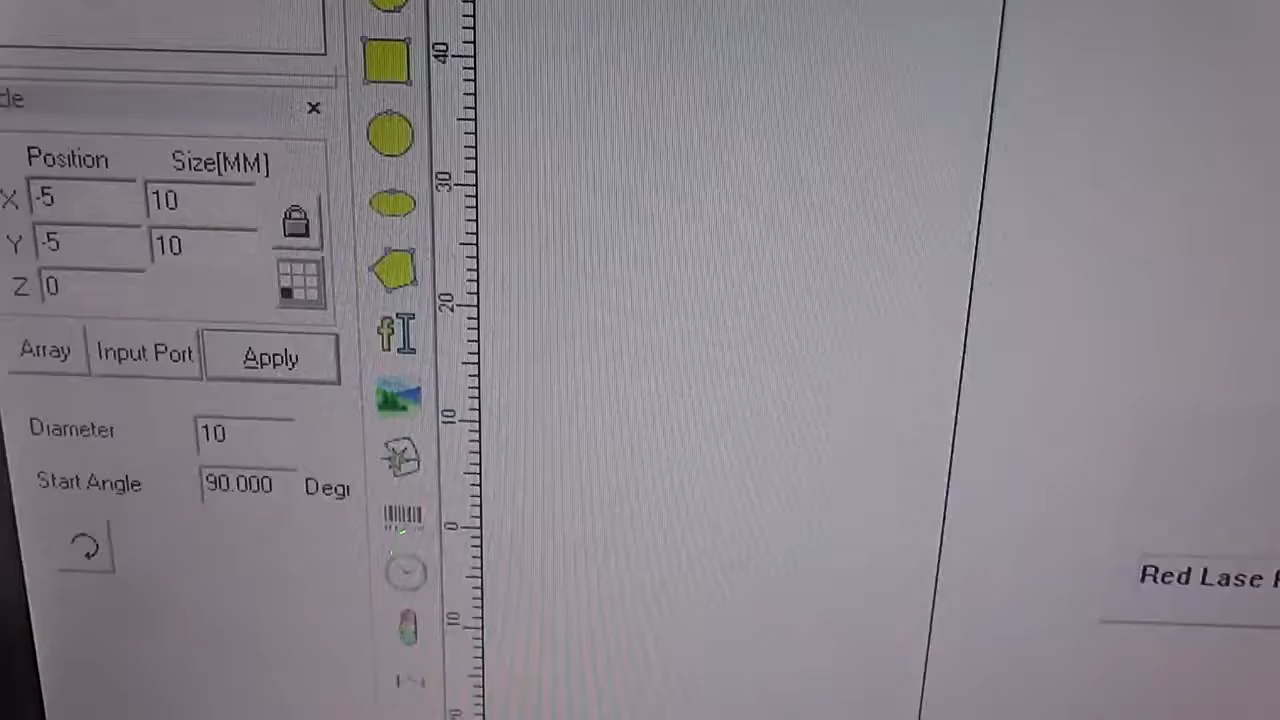 cle
Position Size[MM]
X -5 10
Y -5 10
Z 0
Array Input Port Apply
Diameter 10
Start Angle 90.000 Degr
fI
40
30
20
10
0
10
Red Lase